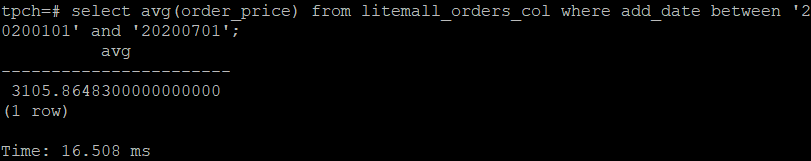 tpch=# select avg(order_price) from litemall_orders_col where add_date between '2
0200101' and '20200701';
avg
-----------------------
3105.8648300000000000
(1 row)
Time: 16.508 ms